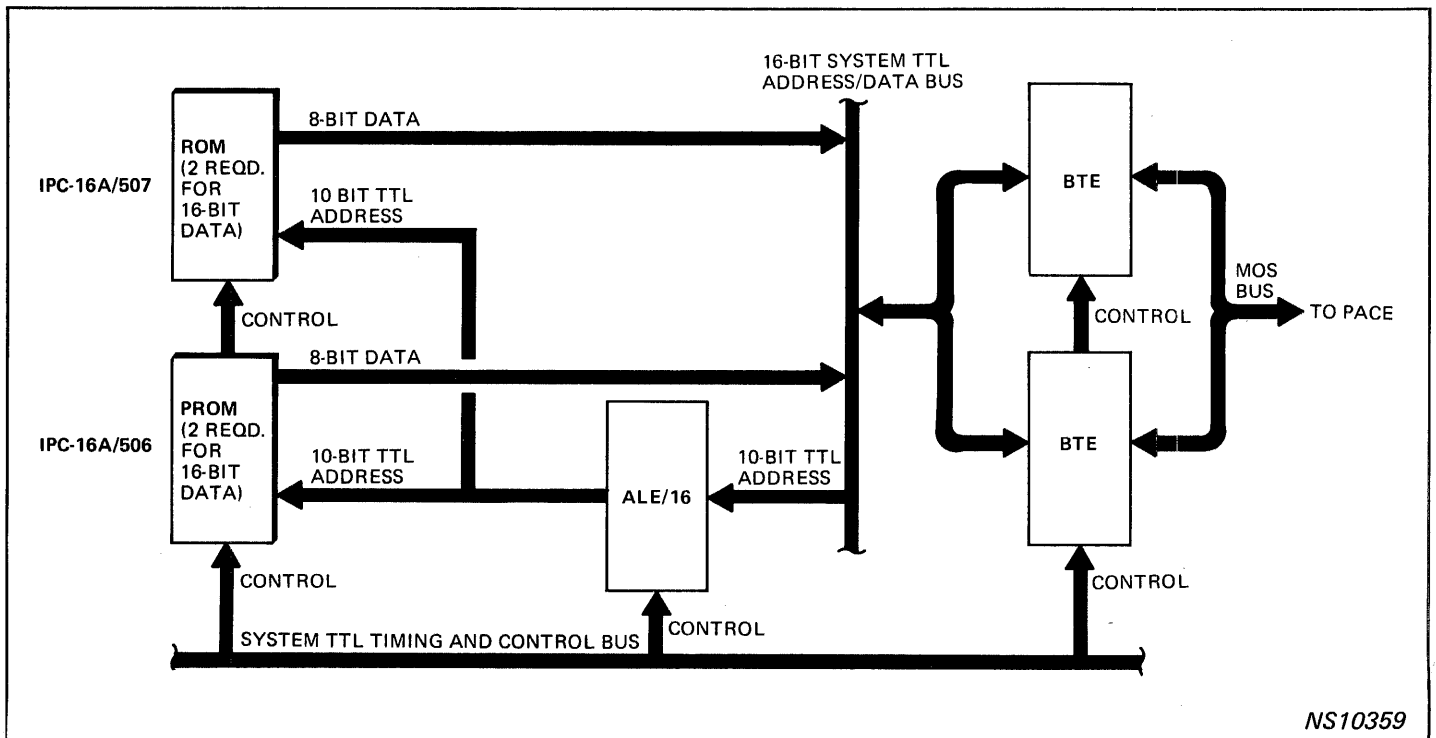 16-BIT SYSTEM TTL
ADDRESS/DATA BUS
8-BIT DATA
ROM
(2 REQD.
FOR
16-BIT
DATA)
IPC-16A/507
10 BIT TTL
ADDRESS
BTE
MOS
BUS
TO PACE
CONTROL
CONTROL
8-BIT DATA
PROM
(2 REQD.
FOR
16-BIT
DATA)
IPC-16A/506
10-BIT TTL
ADDRESS
ALE/16
10-BIT TTL
ADDRESS
BTE
CONTROL
CONTROL
CONTROL
SYSTEM TTL TIMING AND CONTROL BUS
NS10359